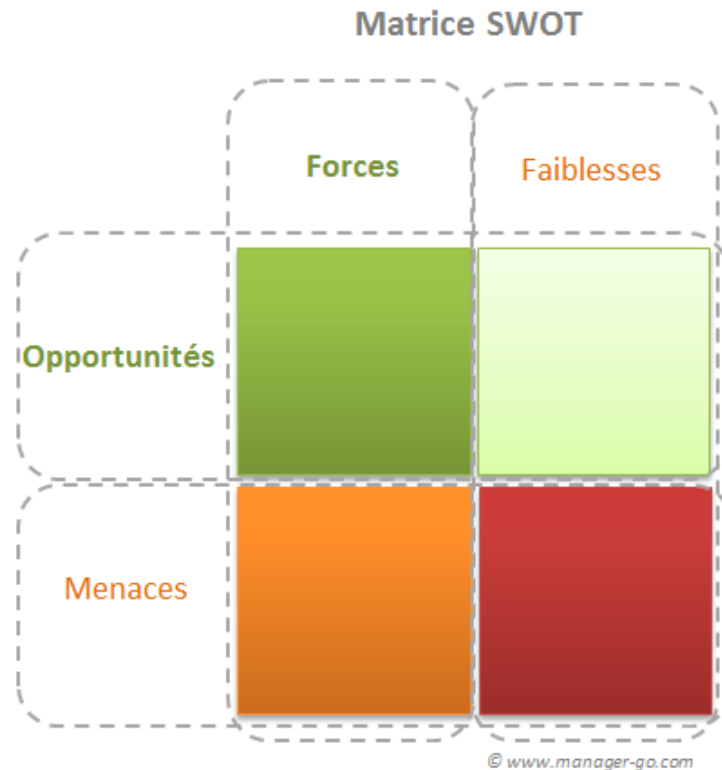 Matrice SWOT
Forces
Faiblesses
Opportunités
Menaces
© www.manager-go.com